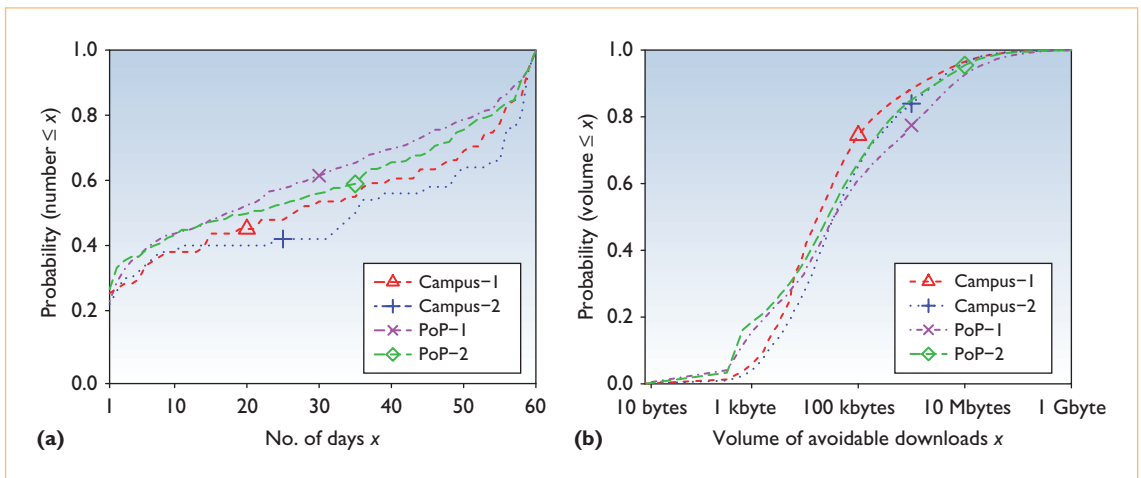 1.0
0.8
0.6
0.4
0.2
0.0
Probability (number ≤ x)
1 10 20 30 40 50 60
No. of days x
Campus–1
Campus–2
PoP–1
PoP–2
(a)
1.0
0.8
0.6
0.4
0.2
0.0
Probability (volume ≤ x)
10 bytes 1 kbyte 100 kbytes 10 Mbytes 1 Gbyte
Volume of avoidable downloads x
Campus–1
Campus–2
PoP–1
PoP–2
(b)